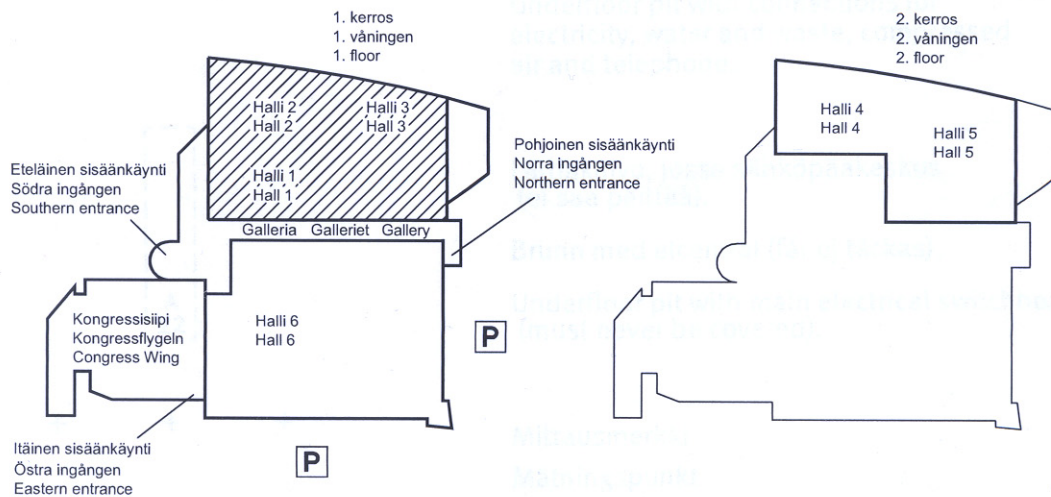 1. kerros
1. våningen
1. floor
Halli 2
Hall 2
Halli 3
Hall 3
Halli 1
Hall 1
Eteläinen sisäänkäynti
Södra ingången
Southern entrance
Pohjoinen sisäänkäynti
Norra ingången
Northern entrance
Galleria Galleriet Gallery
Kongressisiipi
Kongressflygeln
Congress Wing
Halli 6
Hall 6
P
Itäinen sisäänkäynti
Östra ingången
Eastern entrance
P
2. kerros
2. våningen
2. floor
Halli 4
Hall 4
Halli 5
Hall 5